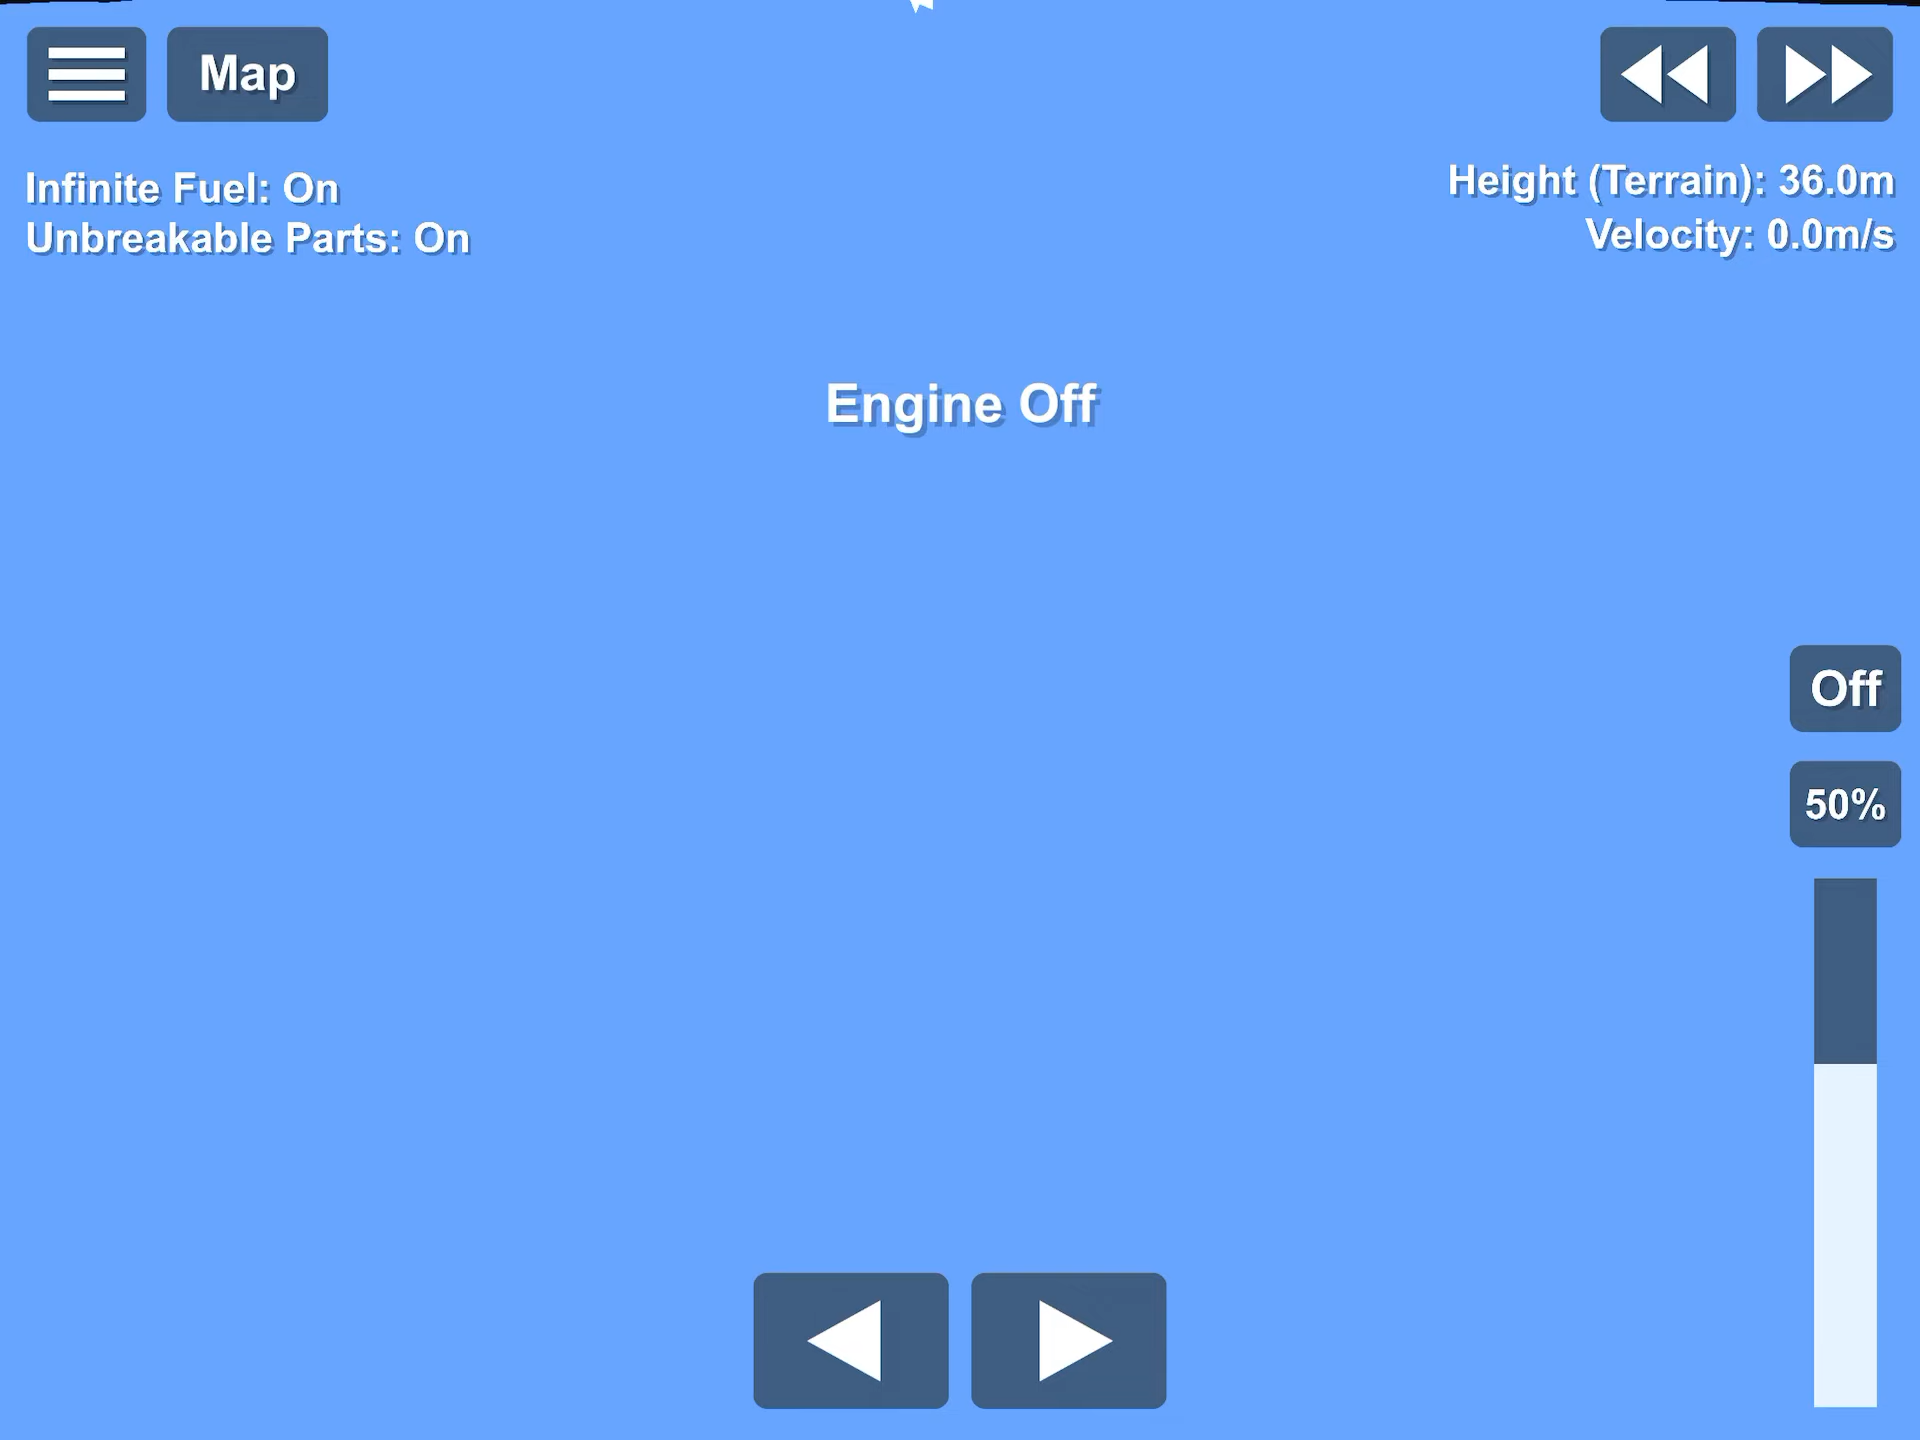 Map
Infinite Fuel: On
Unbreakable Parts: On
Height (Terrain): 36.0m
Velocity: 0.0m/s
Engine Off
Off
50%